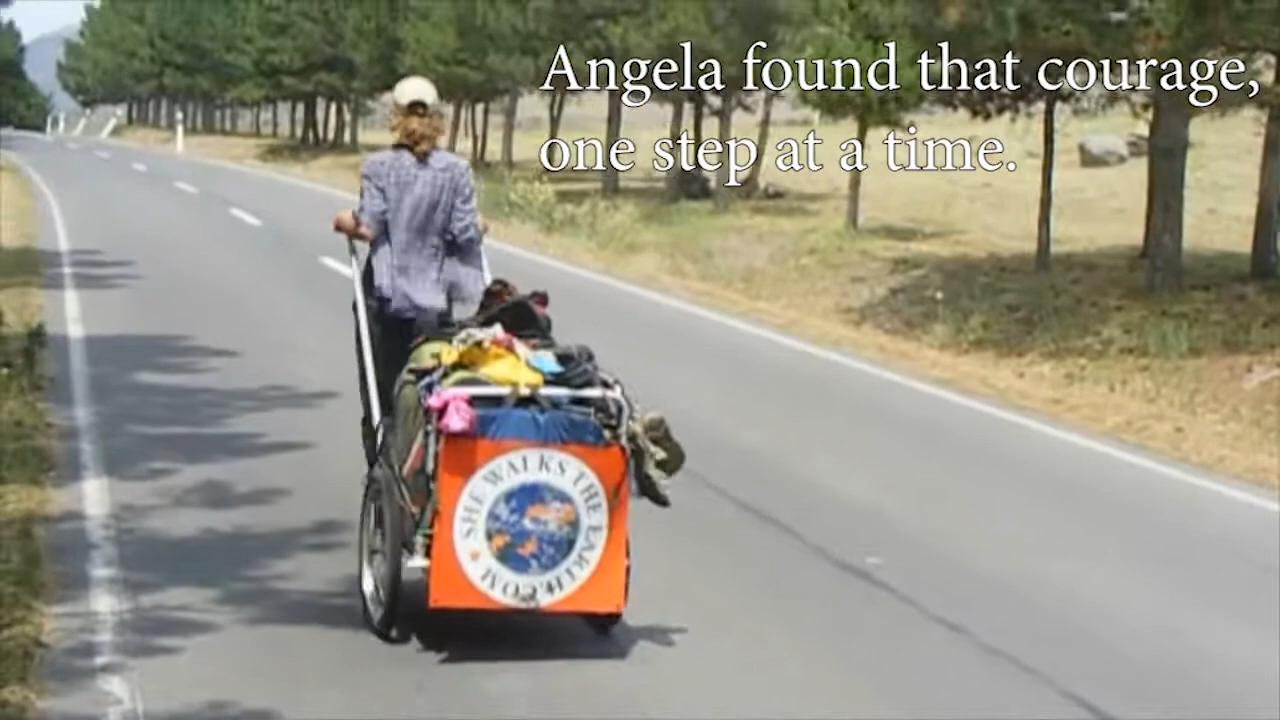 Angela found that courage,
one step at a time.
SHE WALKS THE EARTH.COM